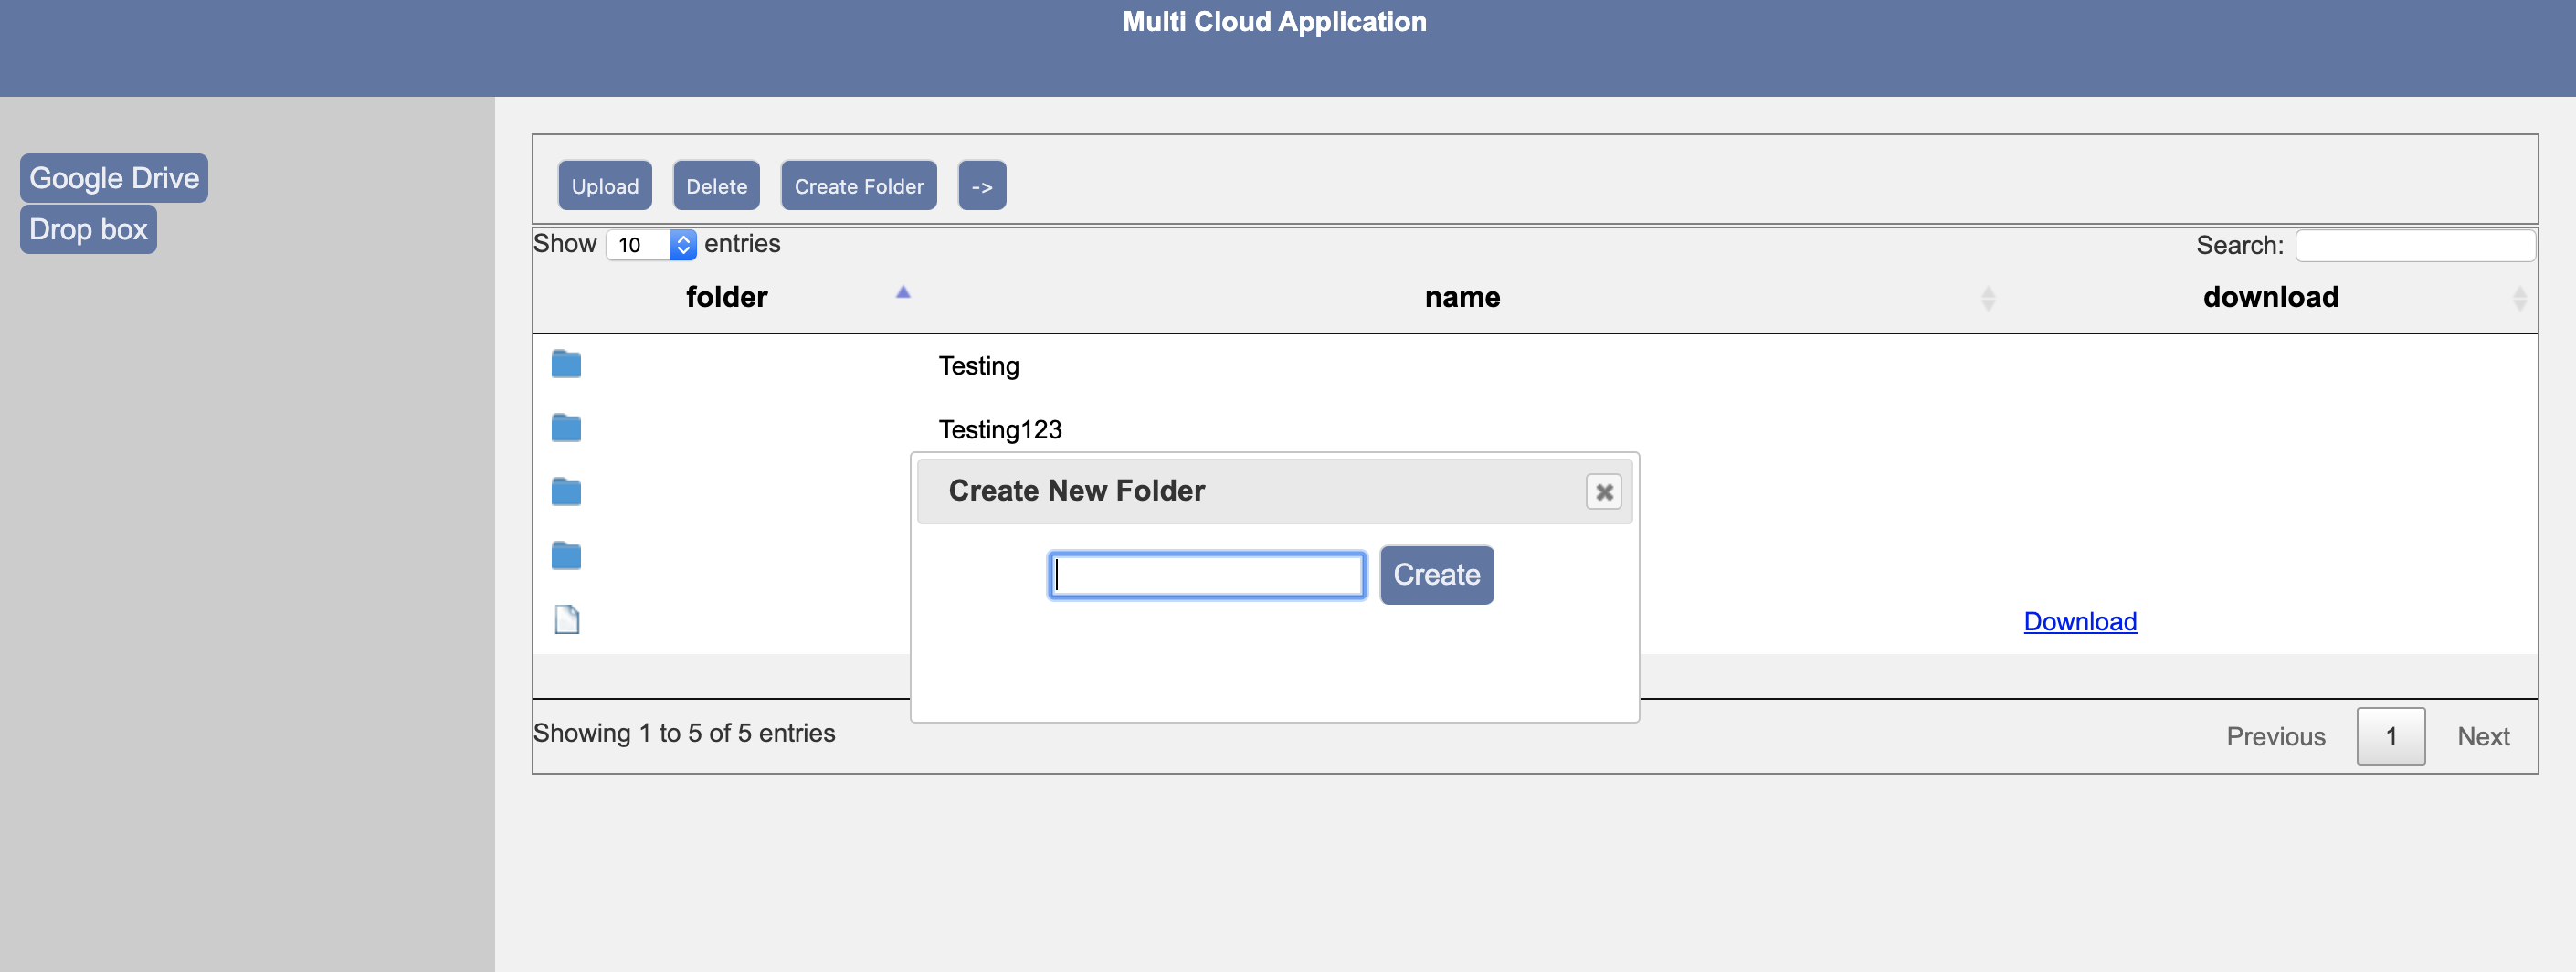 Multi Cloud Application
Google Drive
Drop box
Upload Delete Create Folder ->
Show 10 entries Search:
folder name download
Testing
Testing123
Create New Folder
Create
Download
Showing 1 to 5 of 5 entries Previous 1 Next